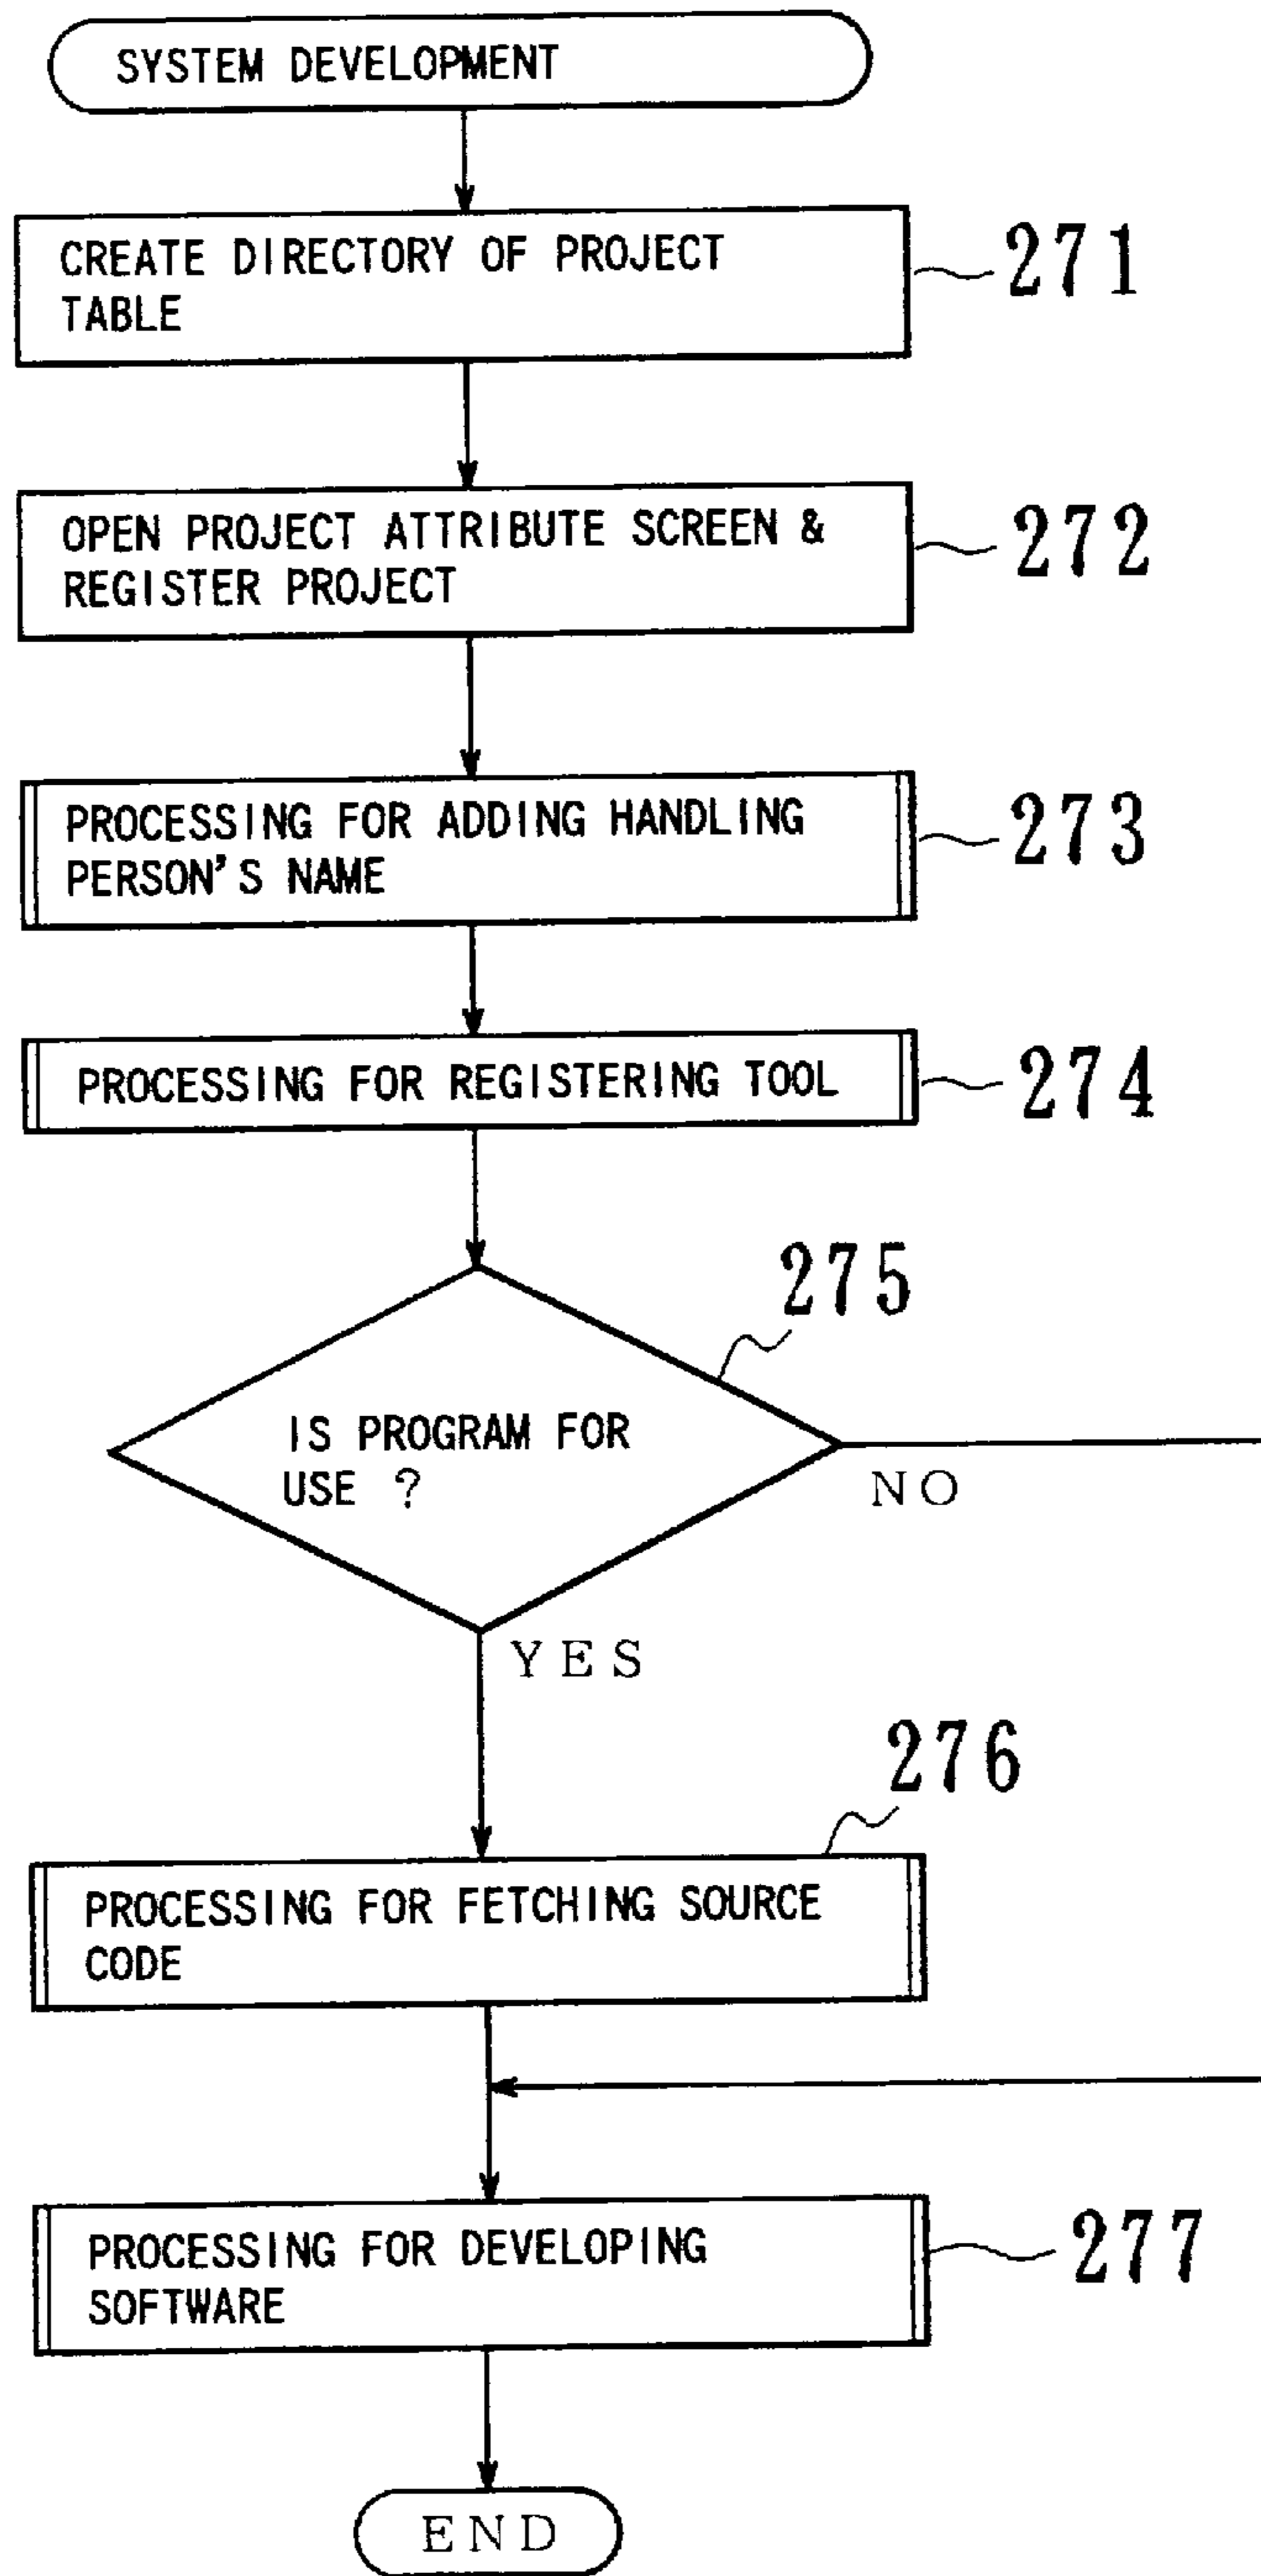 SYSTEM DEVELOPMENT
CREATE DIRECTORY OF PROJECT
TABLE
271
OPEN PROJECT ATTRIBUTE SCREEN &
REGISTER PROJECT
272
PROCESSING FOR ADDING HANDLING
PERSON'S NAME
273
PROCESSING FOR REGISTERING TOOL
274
275
IS PROGRAM FOR
USE ?
NO
YES
276
PROCESSING FOR FETCHING SOURCE
CODE
PROCESSING FOR DEVELOPING
SOFTWARE
277
END